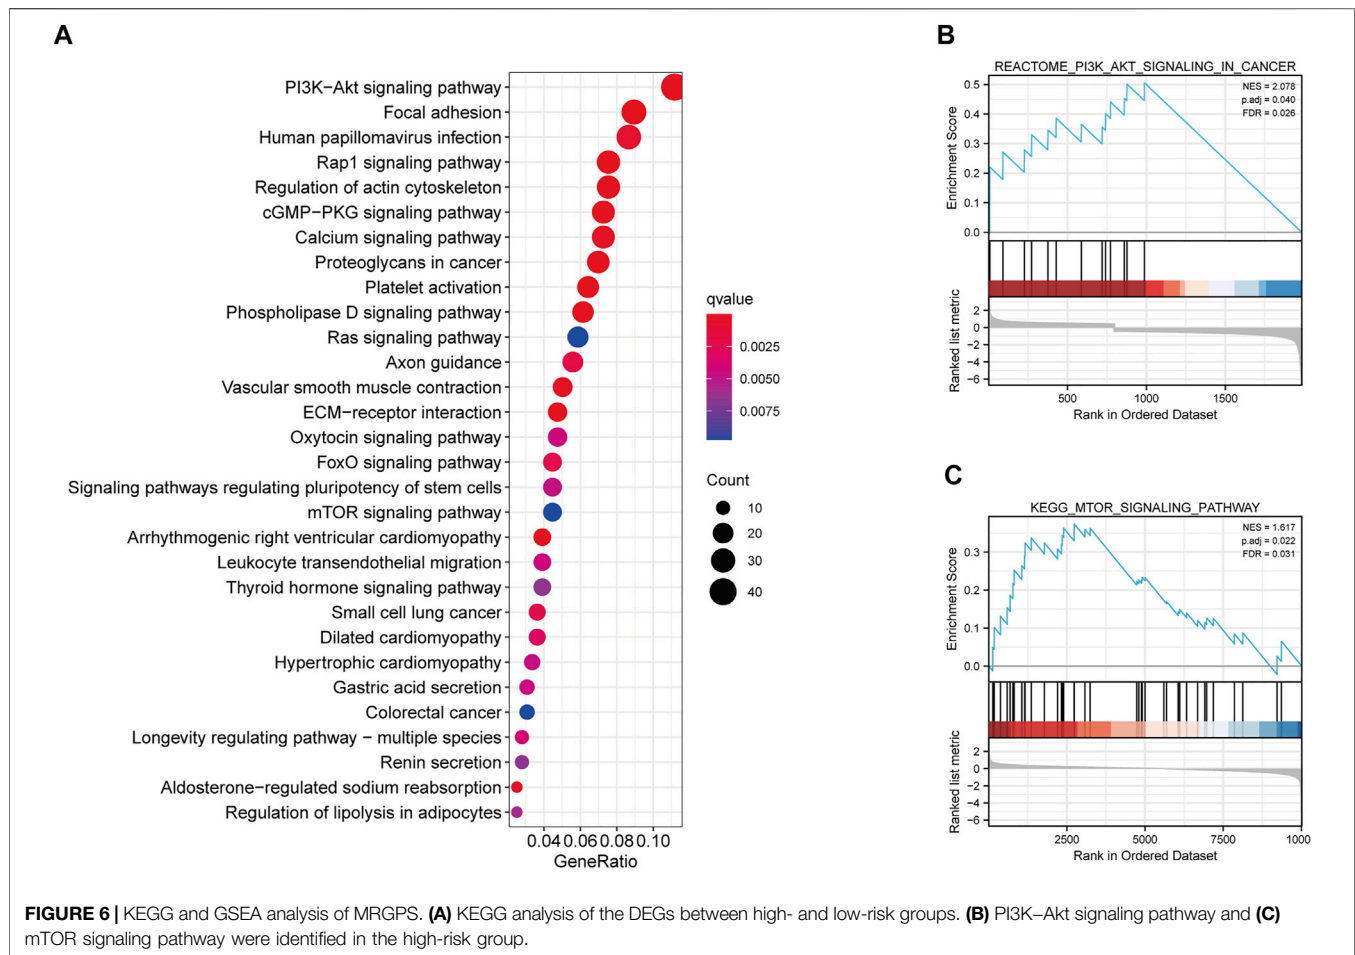 A
PI3K−Akt signaling pathway
Focal adhesion
Human papillomavirus infection
Rap1 signaling pathway
Regulation of actin cytoskeleton
cGMP−PKG signaling pathway
Calcium signaling pathway
Proteoglycans in cancer
Platelet activation
Phospholipase D signaling pathway
Ras signaling pathway
Axon guidance
Vascular smooth muscle contraction
ECM−receptor interaction
Oxytocin signaling pathway
FoxO signaling pathway
Signaling pathways regulating pluripotency of stem cells
mTOR signaling pathway
Arrhythmogenic right ventricular cardiomyopathy
Leukocyte transendothelial migration
Thyroid hormone signaling pathway
Small cell lung cancer
Dilated cardiomyopathy
Hypertrophic cardiomyopathy
Gastric acid secretion
Colorectal cancer
Longevity regulating pathway − multiple species
Renin secretion
Aldosterone−regulated sodium reabsorption
Regulation of lipolysis in adipocytes
0.04 0.06 0.08 0.10
GeneRatio
qvalue
0.0025
0.0050
0.0075
Count
10
20
30
40
B
REACTOME_PI3K_AKT_SIGNALING_IN_CANCER
NES = 2.078
p.adj = 0.040
FDR = 0.026
Enrichment Score
0.5
0.4
0.3
0.2
0.1
0.0
Ranked list metric
2
0
−2
−4
−6
500 1000 1500
Rank in Ordered Dataset
C
KEGG_MTOR_SIGNALING_PATHWAY
NES = 1.617
p.adj = 0.022
FDR = 0.031
Enrichment Score
0.3
0.2
0.1
0.0
Ranked list metric
2
0
−2
−4
−6
2500 5000 7500 1000
Rank in Ordered Dataset
FIGURE 6 | KEGG and GSEA analysis of MRGPS. (A) KEGG analysis of the DEGs between high- and low-risk groups. (B) PI3K–Akt signaling pathway and (C)
mTOR signaling pathway were identified in the high-risk group.